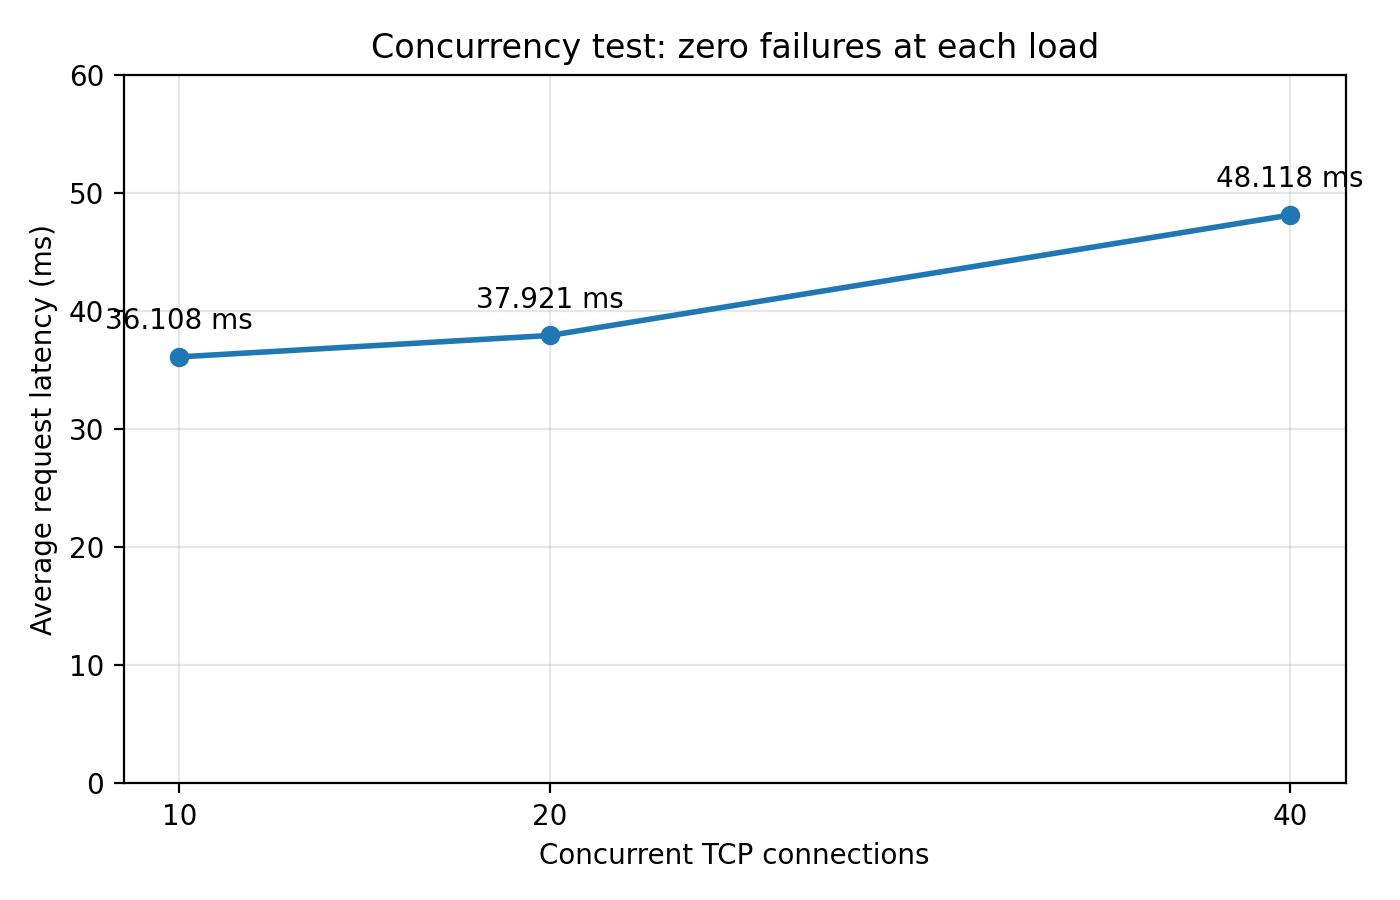 Concurrency test: zero failures at each load
60
50
40
30
20
10
0
Average request latency (ms)
36.108 ms
37.921 ms
48.118 ms
10 20 40
Concurrent TCP connections